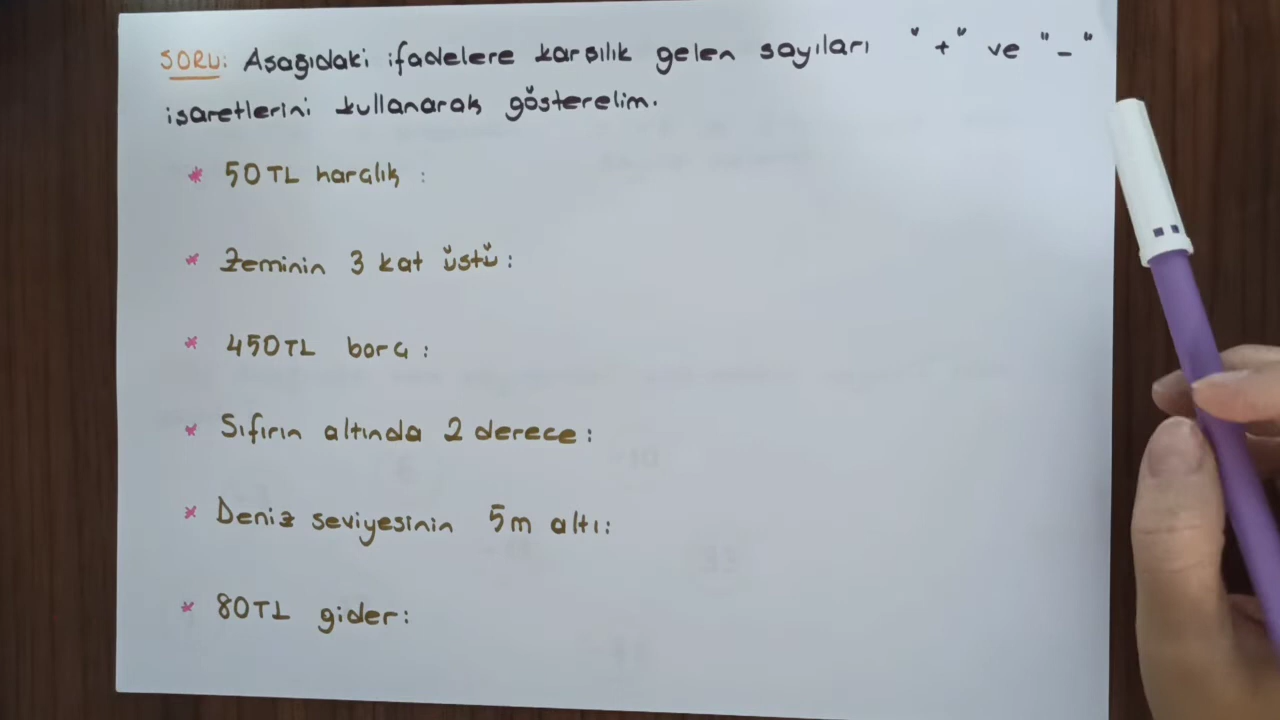 SORU: Aşağıdaki ifadelere karşılık gelen sayıları "+" ve "-"
işaretlerini kullanarak gösterelim.
* 50TL harçlık :
* Zeminin 3 kat üstü:
* 450TL borç :
* Sıfırın altında 2 derece:
* Deniz seviyesinin 5m altı:
* 80TL gider: